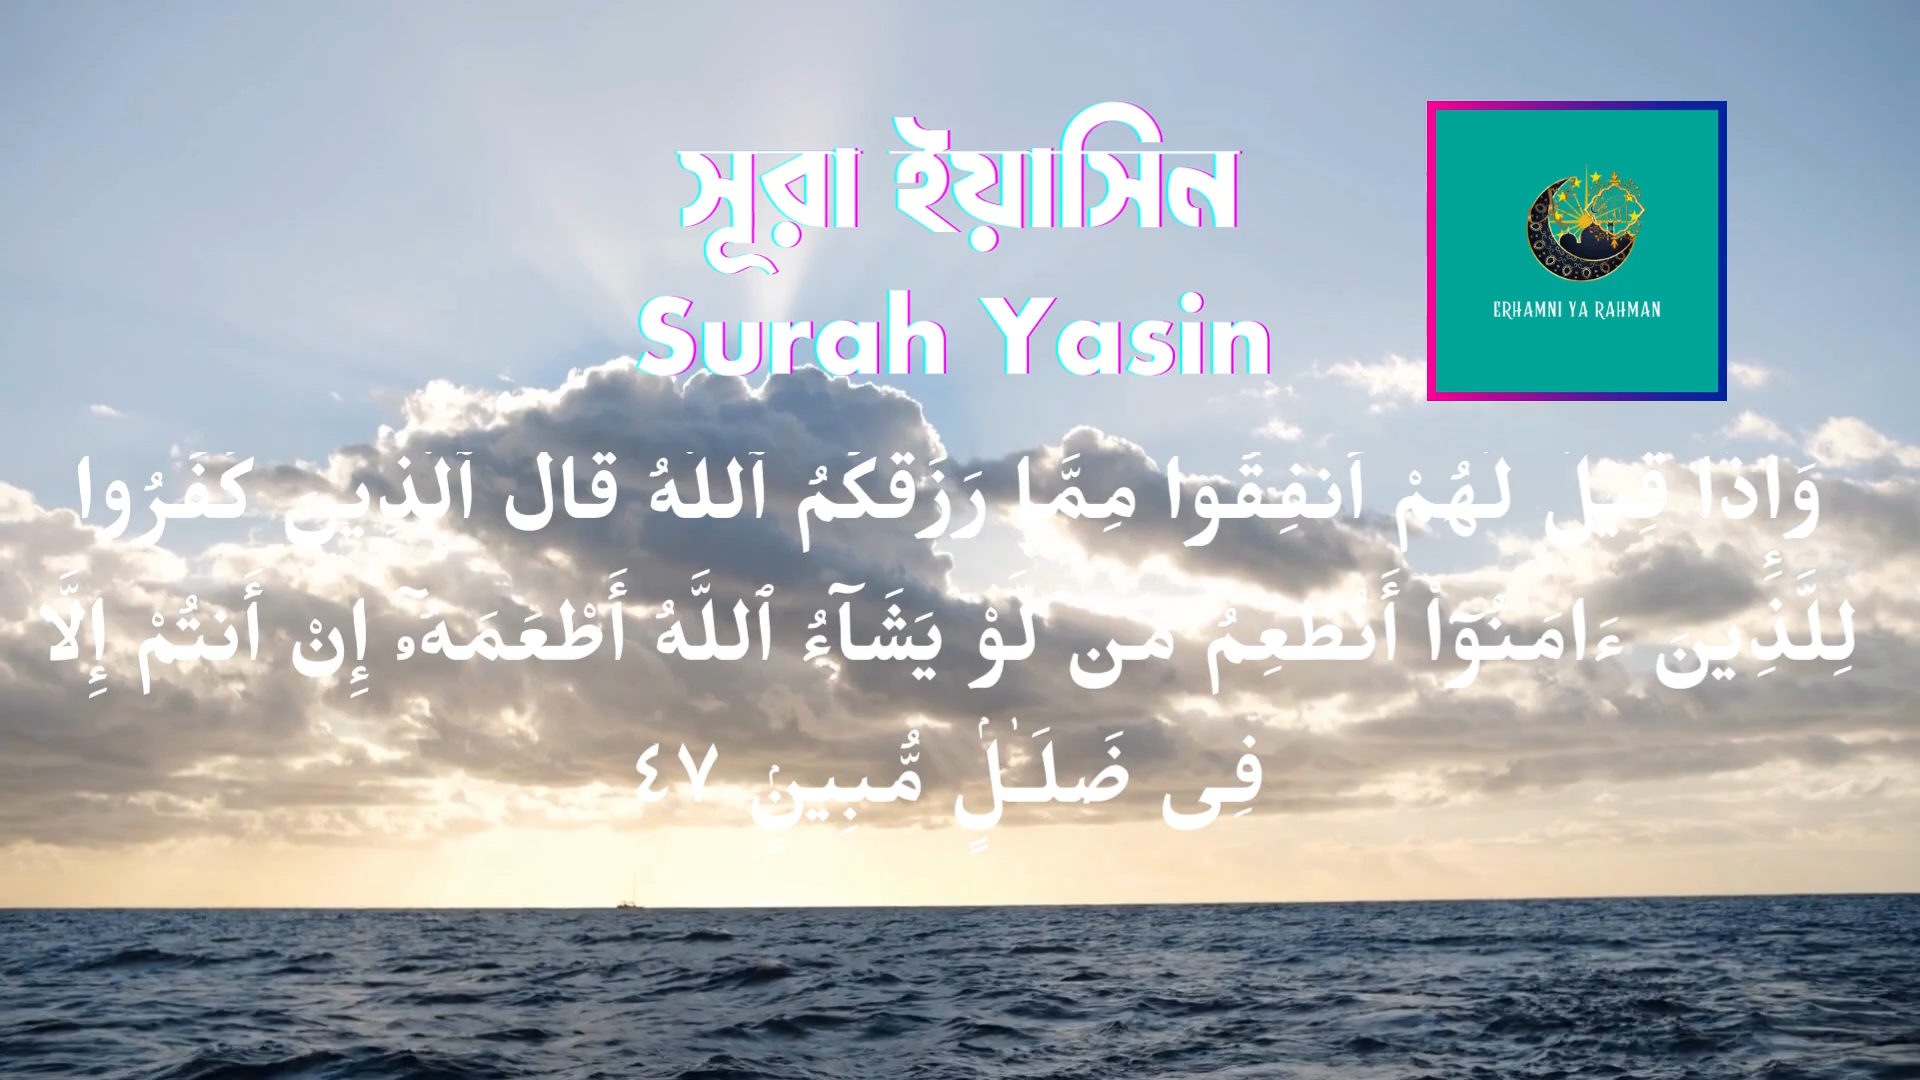 সূরা ইয়াসিন
Surah Yasin
ERHAMNI YA RAHMAN
وَإِذَا قِيلَ لَهُمْ أَنفِقُوا۟ مِمَّا رَزَقَكُمُ ٱللَّهُ قَالَ ٱلَّذِينَ كَفَرُوا۟
لِلَّذِينَ ءَامَنُوٓا۟ أَنُطْعِمُ مَن لَّوْ يَشَآءُ ٱللَّهُ أَطْعَمَهُۥٓ إِنْ أَنتُمْ إِلَّا
فِى ضَلَـٰلٍۢ مُّبِينٍۢ ٤٧